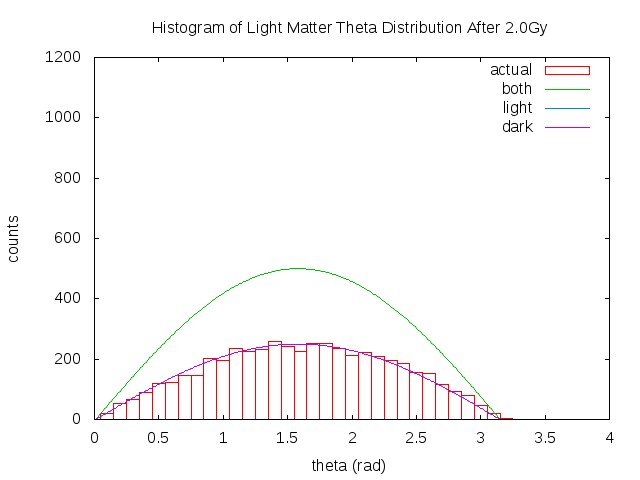 Histogram of Light Matter Theta Distribution After 2.0Gy
1200
1000
800
600
400
200
0
counts
actual
both
light
dark
0 0.5 1 1.5 2 2.5 3 3.5 4
theta (rad)